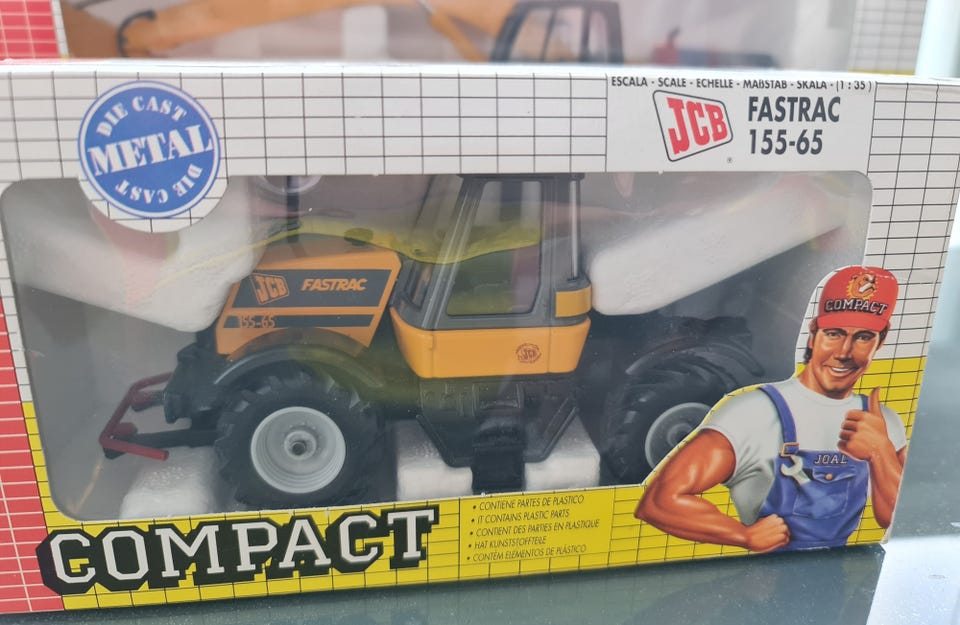 ESCALA - SCALE - ECHELLE - MAßSTAB - SKALA - (1 : 35)
DIE CAST
METAL
DIE CAST
JCB
FASTRAC
155-65
JCB
FASTRAC
155-65
JCB
COMPACT
JOAL
COMPACT
• CONTIENE PARTES DE PLASTICO
• IT CONTAINS PLASTIC PARTS
• CONTIENT DES PARTIES EN PLASTIQUE
• HAT KUNSTSTOFFTEILE
• CONTÉM ELEMENTOS DE PLÁSTICO